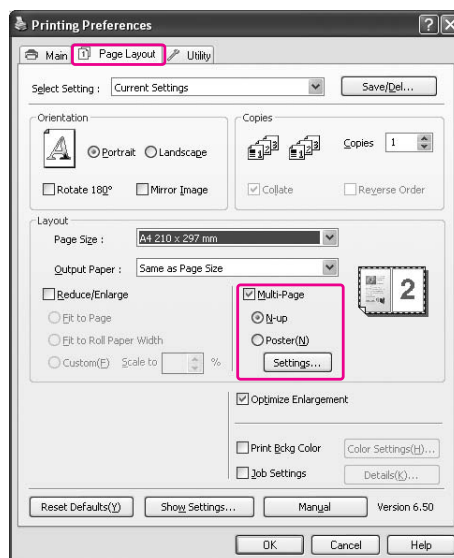 Printing Preferences
Main Page Layout Utility
Select Setting : Current Settings Save/Del...
Orientation
Portrait Landscape
Rotate 180° Mirror Image
Copies
Copies 1
Collate Reverse Order
Layout
Page Size : A4 210 x 297 mm
Output Paper : Same as Page Size
Reduce/Enlarge
Fit to Page
Fit to Roll Paper Width
Custom(F) Scale to %
Multi-Page
N-up
Poster(N)
Settings...
2
Optimize Enlargement
Print Bckg Color Color Settings(H)...
Job Settings Details(K)...
Reset Defaults(Y) Show Settings... Manual Version 6.50
OK Cancel Help